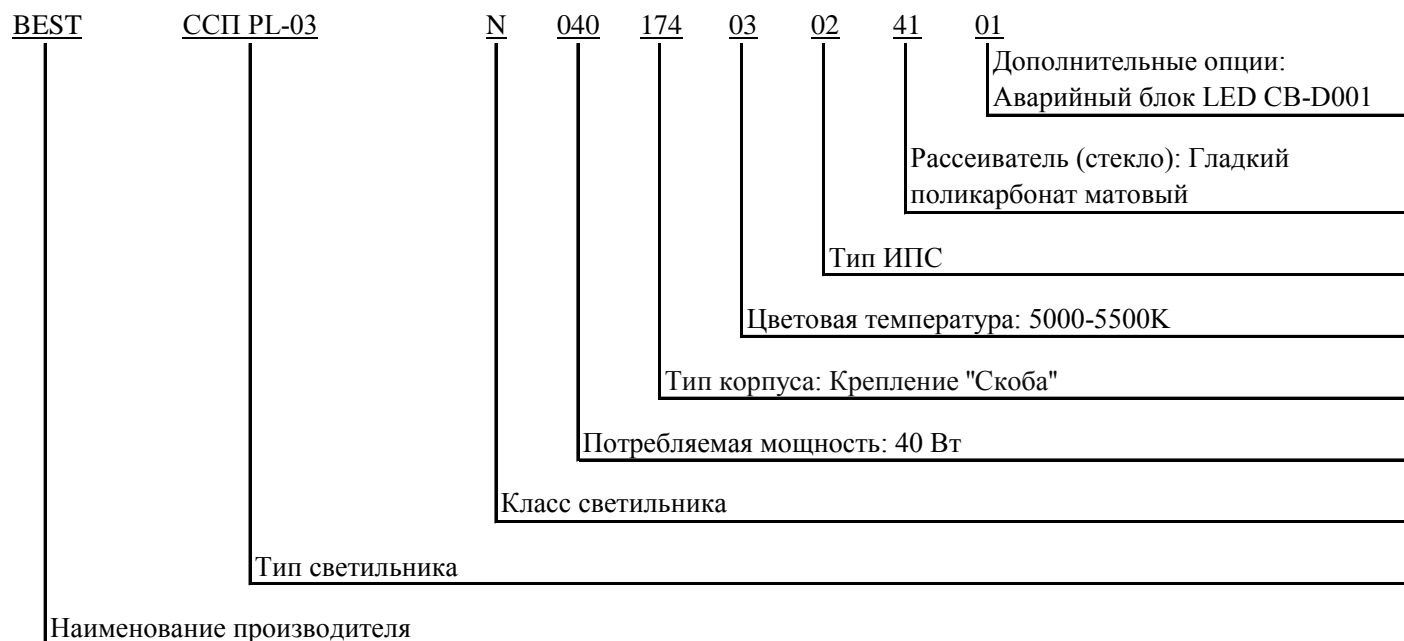 BEST ССП PL-03 N 040 174 03 02 41 01
Дополнительные опции:
Аварийный блок LED CB-D001
Рассеиватель (стекло): Гладкий
поликарбонат матовый
Тип ИПС
Цветовая температура: 5000-5500К
Тип корпуса: Крепление "Скоба"
Потребляемая мощность: 40 Вт
Класс светильника
Тип светильника
Наименование производителя